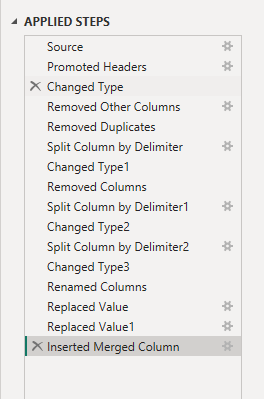 APPLIED STEPS
Source
Promoted Headers
Changed Type
Removed Other Columns
Removed Duplicates
Split Column by Delimiter
Changed Type1
Removed Columns
Split Column by Delimiter1
Changed Type2
Split Column by Delimiter2
Changed Type3
Renamed Columns
Replaced Value
Replaced Value1
Inserted Merged Column